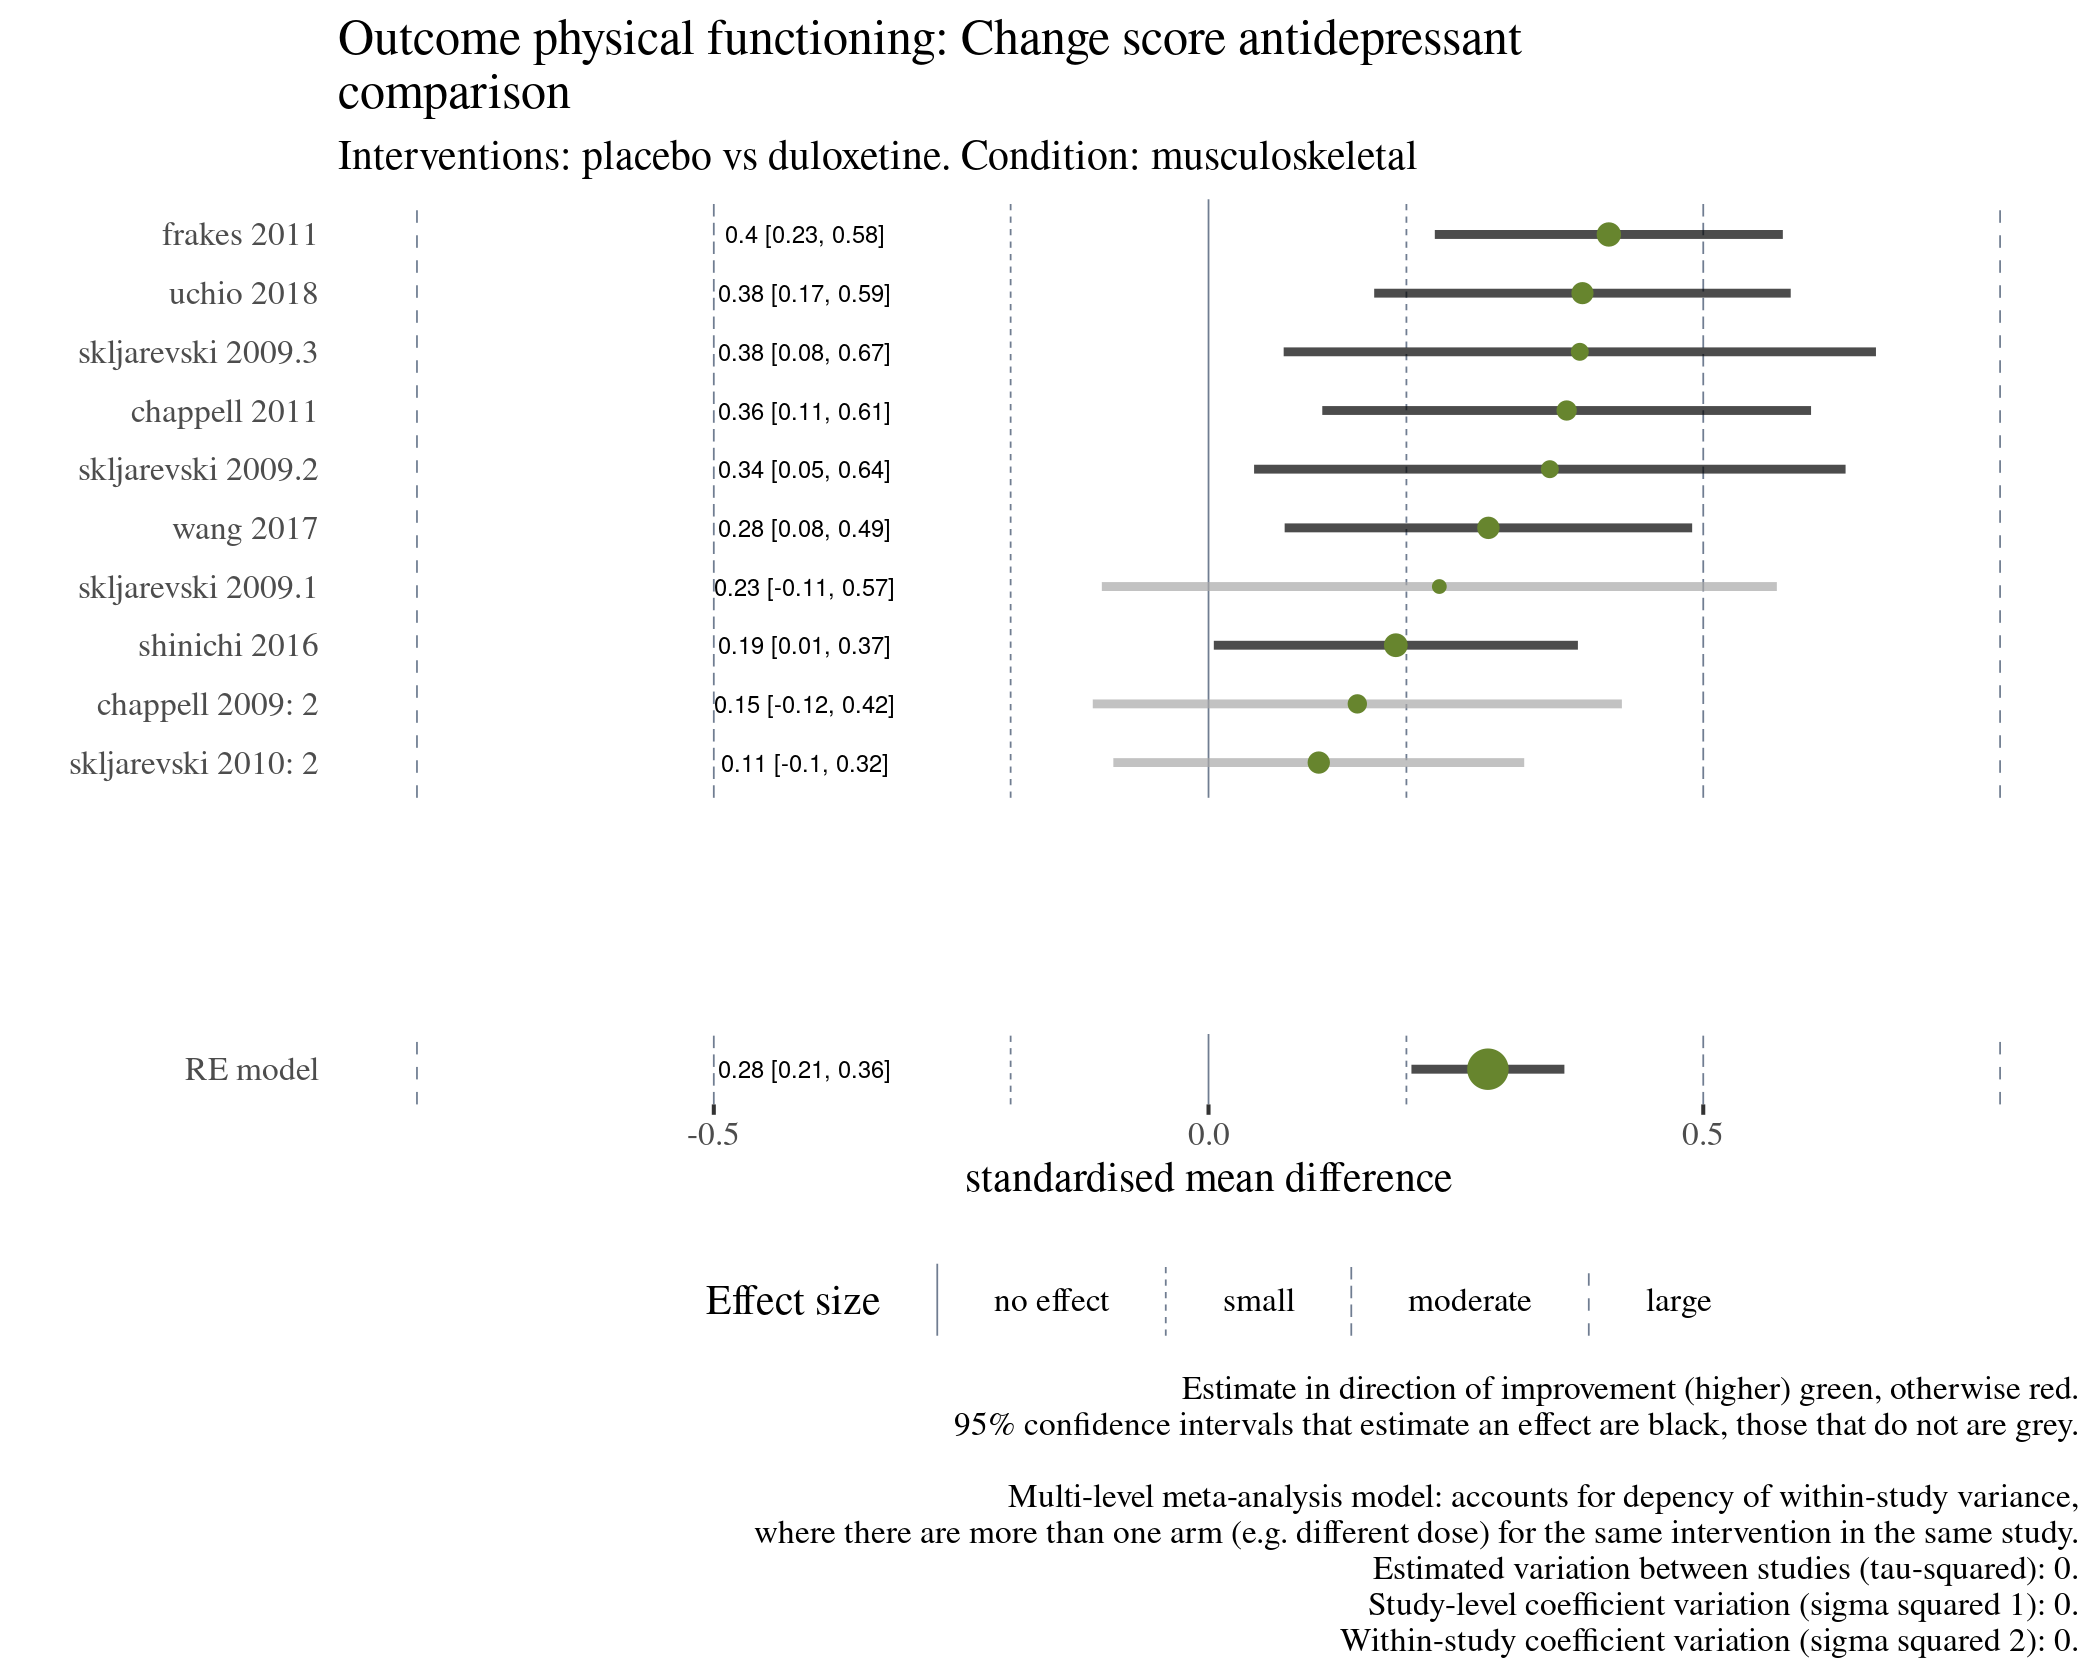 Outcome physical functioning: Change score antidepressant
comparison
Interventions: placebo vs duloxetine. Condition: musculoskeletal
frakes 2011 0.4 [0.23, 0.58]
uchio 2018 0.38 [0.17, 0.59]
skljarevski 2009.3 0.38 [0.08, 0.67]
chappell 2011 0.36 [0.11, 0.61]
skljarevski 2009.2 0.34 [0.05, 0.64]
wang 2017 0.28 [0.08, 0.49]
skljarevski 2009.1 0.23 [-0.11, 0.57]
shinichi 2016 0.19 [0.01, 0.37]
chappell 2009: 2 0.15 [-0.12, 0.42]
skljarevski 2010: 2 0.11 [-0.1, 0.32]
RE model 0.28 [0.21, 0.36]
-0.5 0.0 0.5
standardised mean difference
Effect size no effect small moderate large
Estimate in direction of improvement (higher) green, otherwise red.
95% confidence intervals that estimate an effect are black, those that do not are grey.
Multi-level meta-analysis model: accounts for depency of within-study variance,
where there are more than one arm (e.g. different dose) for the same intervention in the same study.
Estimated variation between studies (tau-squared): 0.
Study-level coefficient variation (sigma squared 1): 0.
Within-study coefficient variation (sigma squared 2): 0.